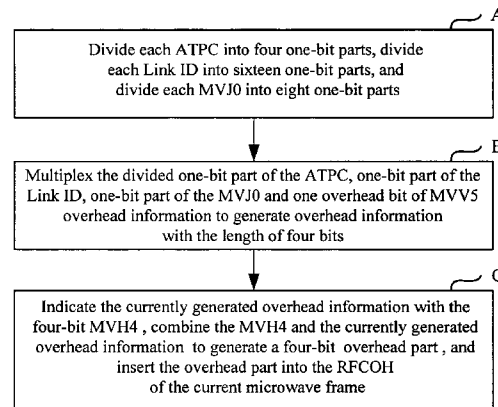 A
Divide each ATPC into four one-bit parts, divide
each Link ID into sixteen one-bit parts, and
divide each MVJ0 into eight one-bit parts
B
Multiplex the divided one-bit part of the ATPC, one-bit part of the
Link ID, one-bit part of the MVJ0 and one overhead bit of MVV5
overhead information to generate overhead information
with the length of four bits
C
Indicate the currently generated overhead information with the
four-bit MVH4 , combine the MVH4 and the currently generated
overhead information to generate a four-bit overhead part , and
insert the overhead part into the RFCOH
of the current microwave frame